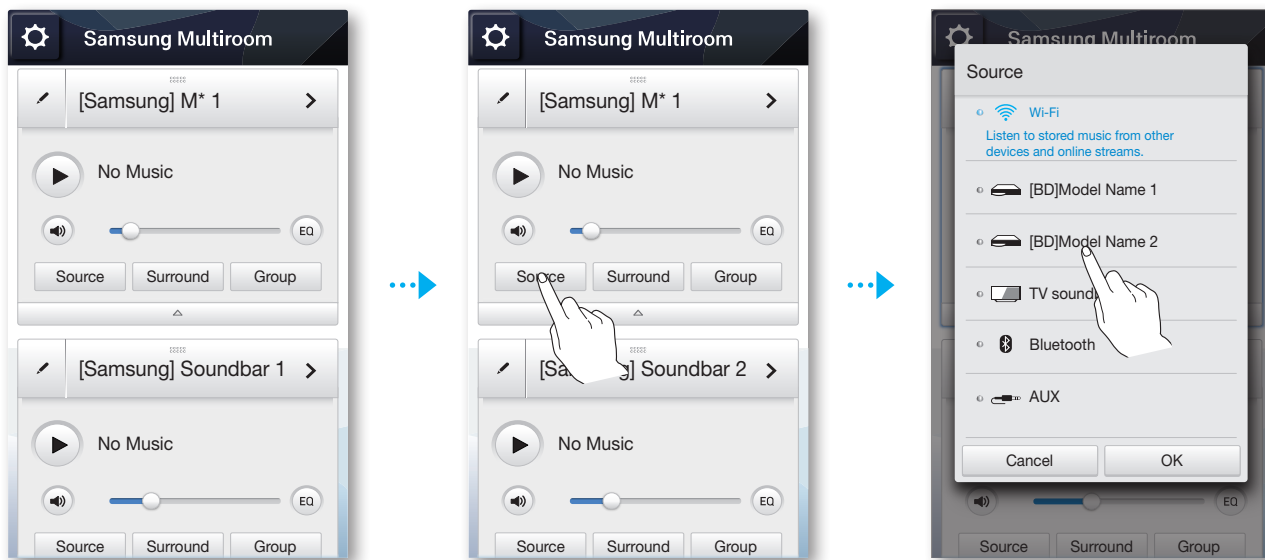 Samsung Multiroom
[Samsung] M* 1
No Music
EQ
Source Surround Group
[Samsung] Soundbar 1
No Music
EQ
Source Surround Group
Samsung Multiroom
[Samsung] M* 1
No Music
EQ
Source Surround Group
[Samsung] Soundbar 2
No Music
EQ
Source Surround Group
Samsung Multiroom
Source
Wi-Fi
Listen to stored music from other
devices and online streams.
[BD]Model Name 1
[BD]Model Name 2
TV sound
Bluetooth
AUX
Cancel OK
EQ
Source Surround Group